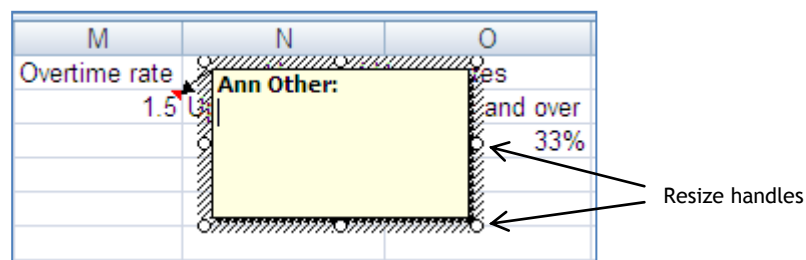 M N O
Overtime rate es
Ann Other:
1.5 U and over
33%
Resize handles